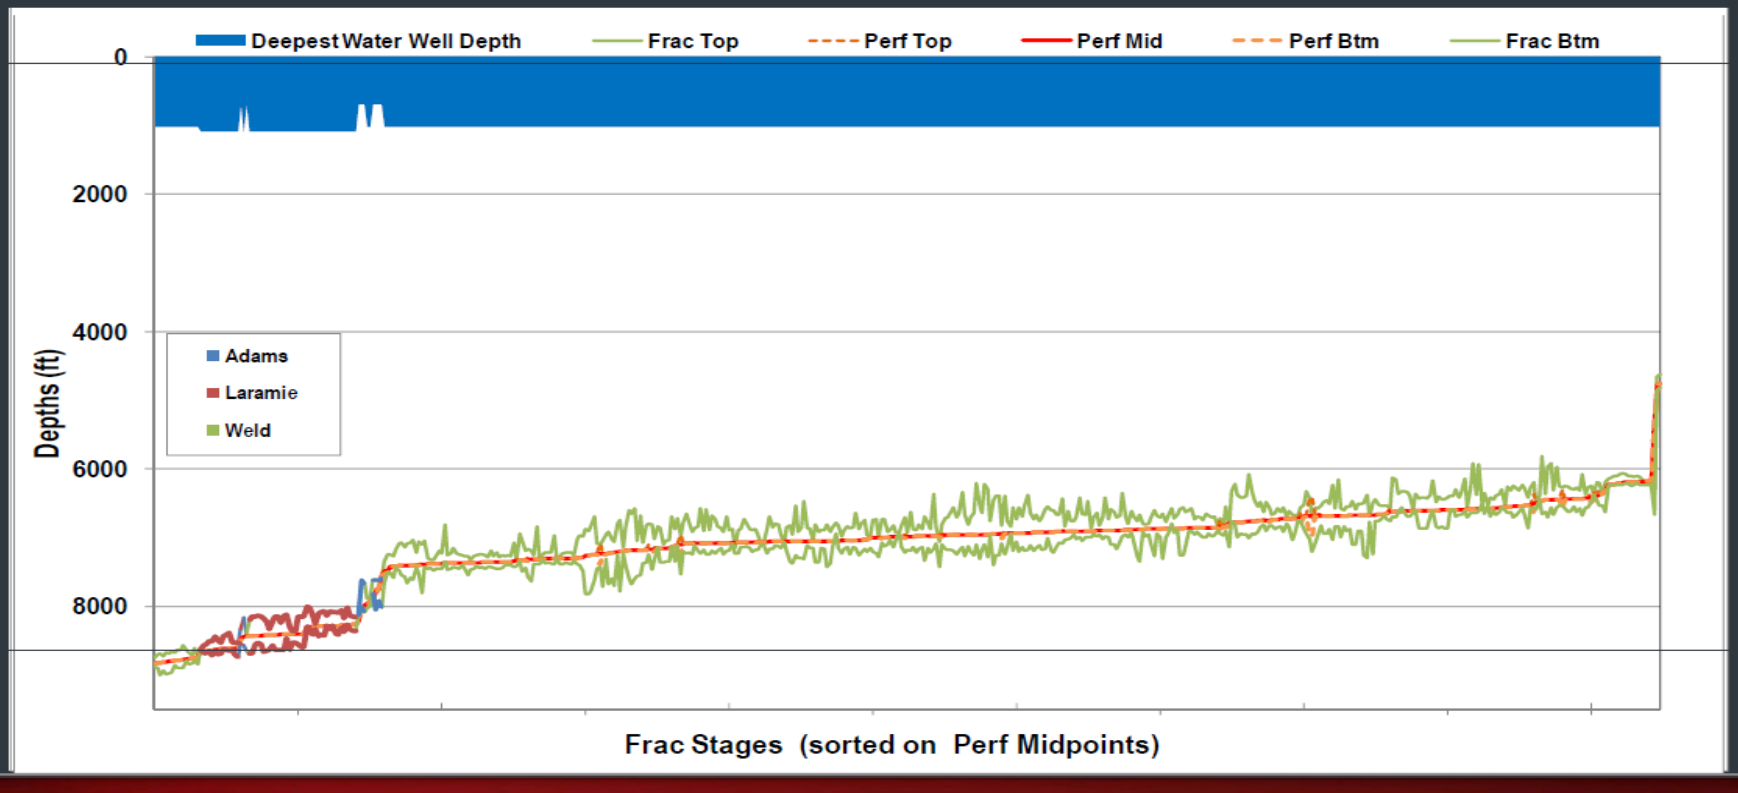 Deepest Water Well Depth Frac Top Perf Top Perf Mid Perf Btm Frac Btm
0
2000
4000
6000
8000
Depths (ft)
Adams
Laramie
Weld
Frac Stages (sorted on Perf Midpoints)